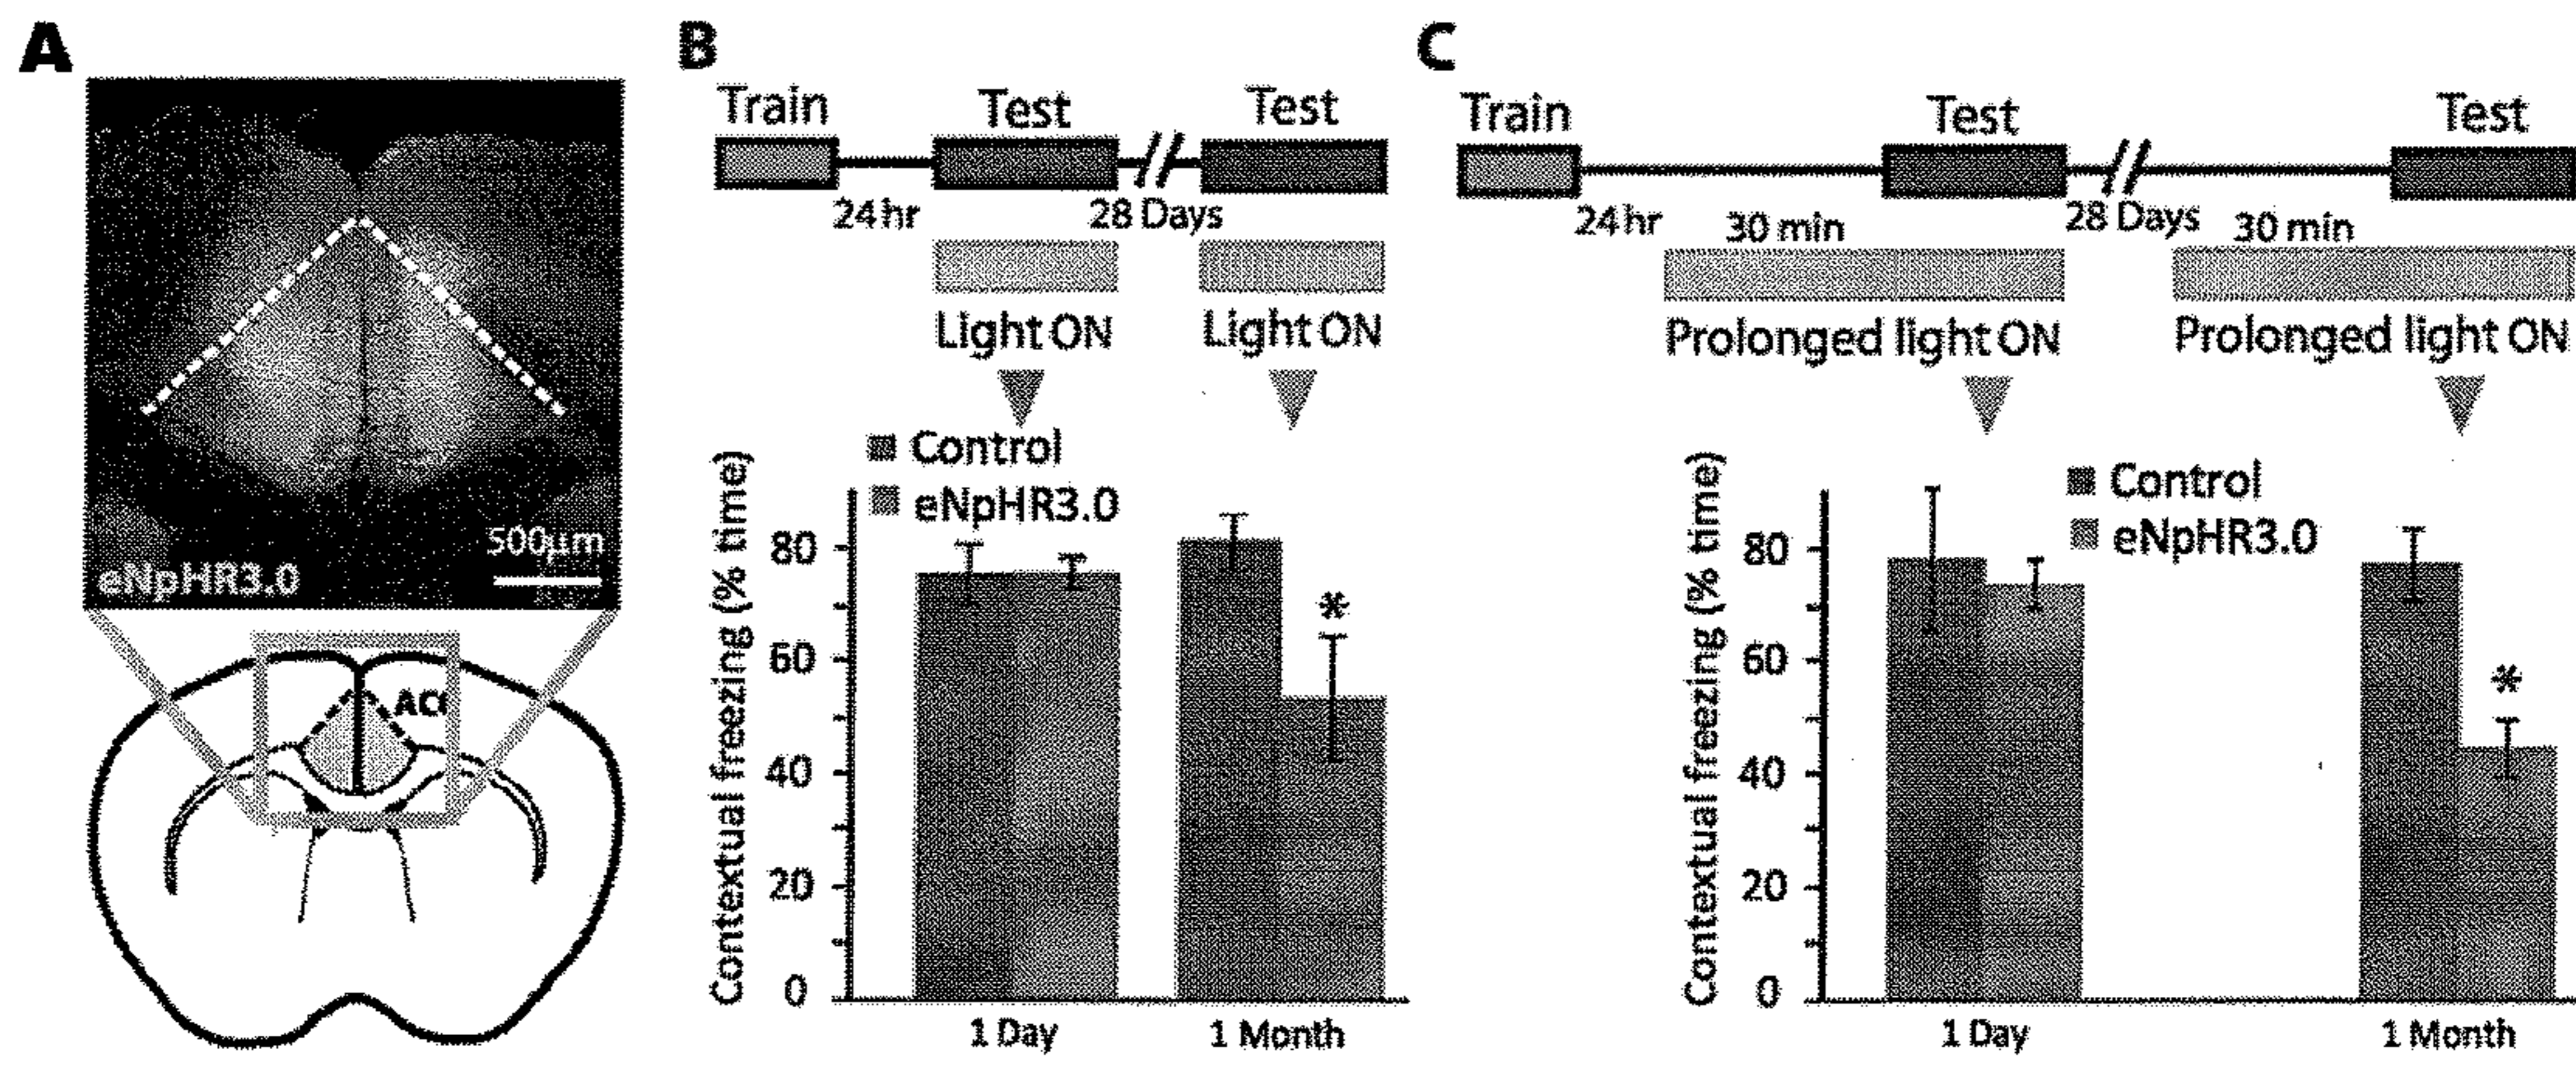 A
500µm
eNpHR3.0
AC
B
Train
Test
Test
24 hr
28 Days
Light ON
Light ON
Control
eNpHR3.0
Contextual freezing (% time)
80
60
40
20
0
*
1 Day
1 Month
C
Train
Test
Test
24 hr
30 min
28 Days
30 min
Prolonged light ON
Prolonged light ON
Control
eNpHR3.0
Contextual freezing (% time)
80
60
40
20
0
*
1 Day
1 Month